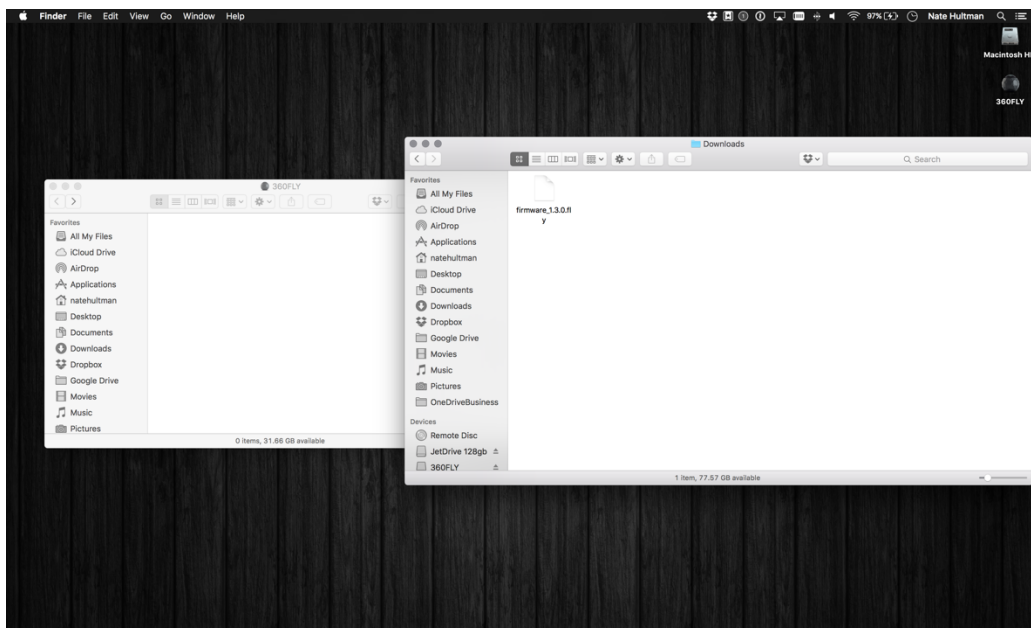 Finder File Edit View Go Window Help 97% Nate Hultman
Macintosh H
360FLY
Downloads
Search
Favorites
All My Files
iCloud Drive
AirDrop
Applications
natehultman
Desktop
Documents
Downloads
Dropbox
Google Drive
Movies
Music
Pictures
OneDriveBusiness
Devices
Remote Disc
JetDrive 128gb
360FLY
firmware_1.3.0.fl
y
1 item, 77.57 GB available
360FLY
Favorites
All My Files
iCloud Drive
AirDrop
Applications
natehultman
Desktop
Documents
Downloads
Dropbox
Google Drive
Movies
Music
Pictures
0 items, 31.66 GB available